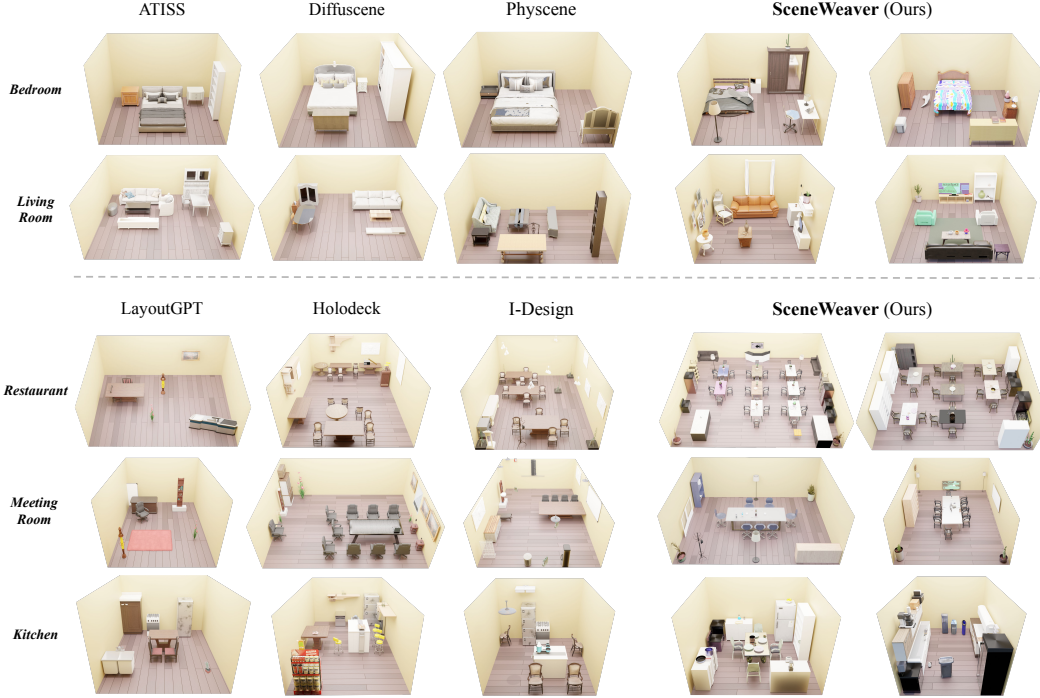 ATISS Diffuscene Physcene SceneWeaver (Ours)
Bedroom
Living
Room
LayoutGPT Holodeck I-Design SceneWeaver (Ours)
Restaurant
Meeting
Room
Kitchen